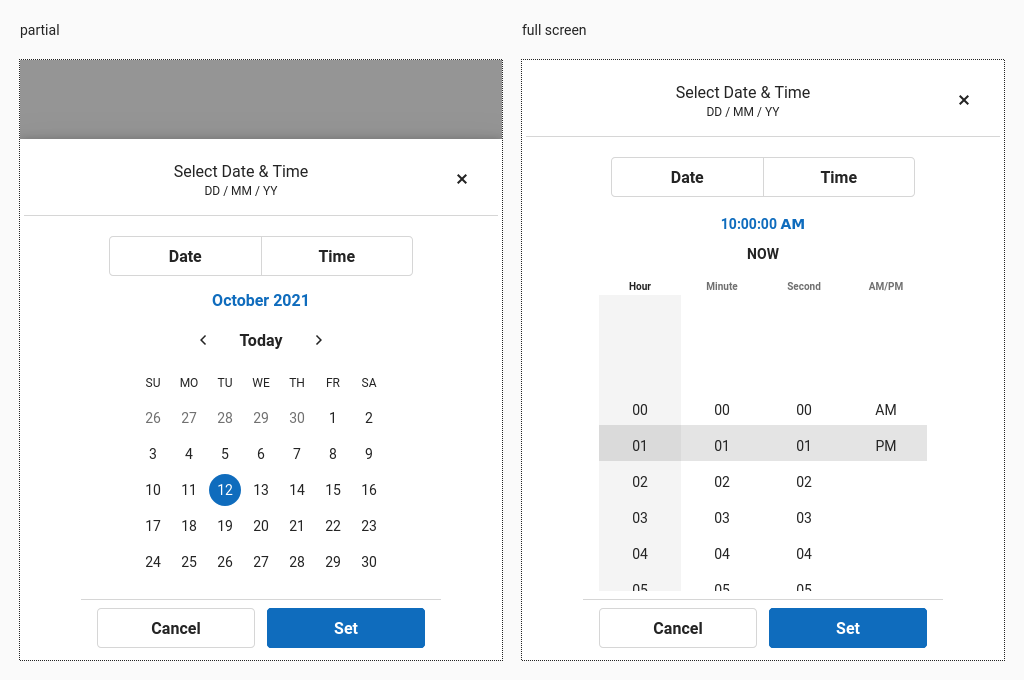 partial
Select Date & Time
DD / MM / YY
Date Time
October 2021
Today
SU MO TU WE TH FR SA
26 27 28 29 30 1 2
3 4 5 6 7 8 9
10 11 12 13 14 15 16
17 18 19 20 21 22 23
24 25 26 27 28 29 30
Cancel Set
full screen
Select Date & Time
DD / MM / YY
Date Time
10:00:00 AM
NOW
Hour Minute Second AM/PM
00 00 00 AM
01 01 01 PM
02 02 02
03 03 03
04 04 04
05 05 05
Cancel Set